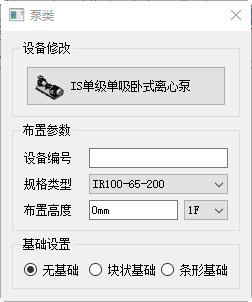 泵类
设备修改
IS单级单吸卧式离心泵
布置参数
设备编号
规格类型 IR100-65-200
布置高度 0mm 1F
基础设置
无基础 块状基础 条形基础